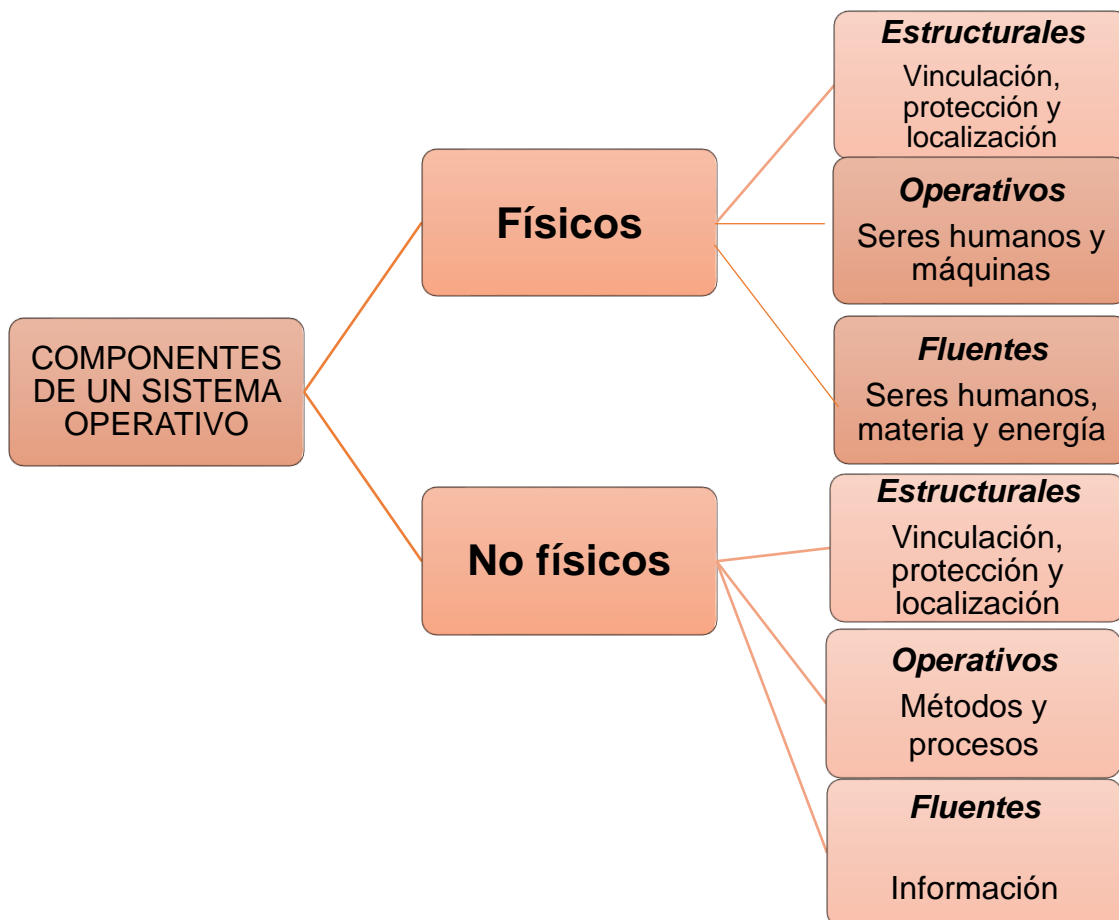 COMPONENTES
DE UN SISTEMA
OPERATIVO
Físicos
Estructurales
Vinculación,
protección y
localización
Operativos
Seres humanos y
máquinas
Fluentes
Seres humanos,
materia y energía
No físicos
Estructurales
Vinculación,
protección y
localización
Operativos
Métodos y
procesos
Fluentes
Información